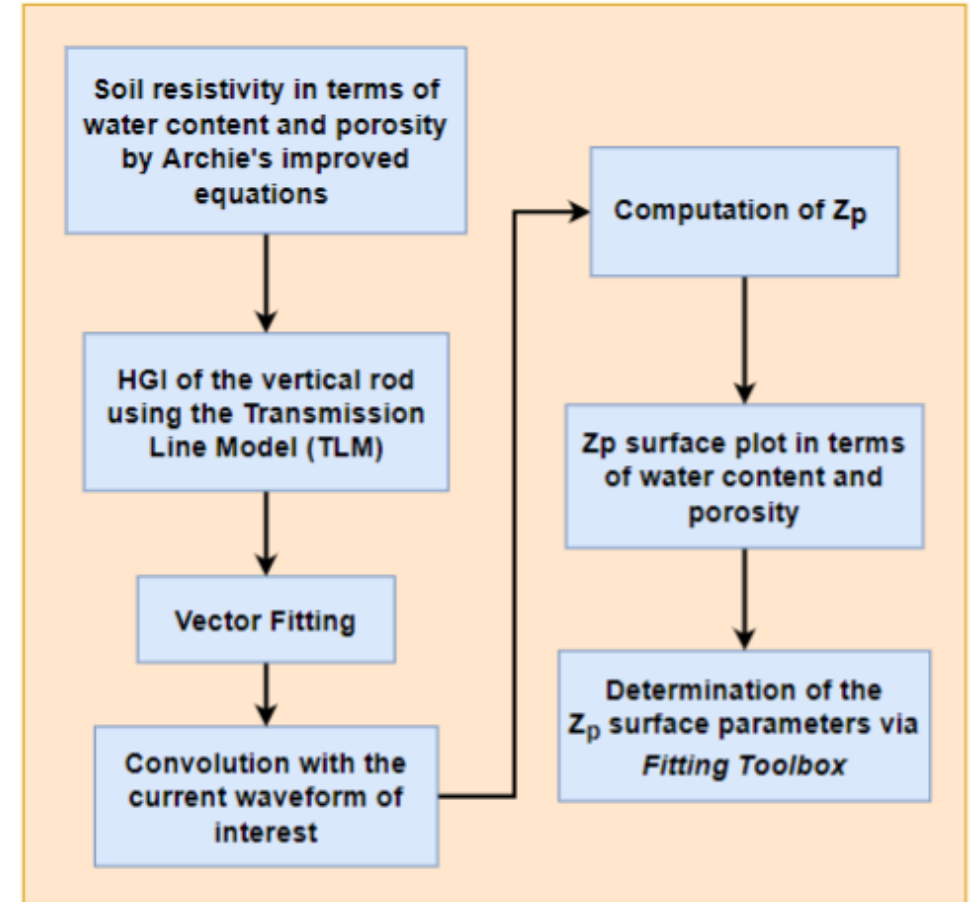 Soil resistivity in terms of
water content and porosity
by Archie's improved
equations
HGI of the vertical rod
using the Transmission
Line Model (TLM)
Vector Fitting
Convolution with the
current waveform of
interest
Computation of Zp
Zp surface plot in terms
of water content and
porosity
Determination of the
Zp surface parameters via
Fitting Toolbox